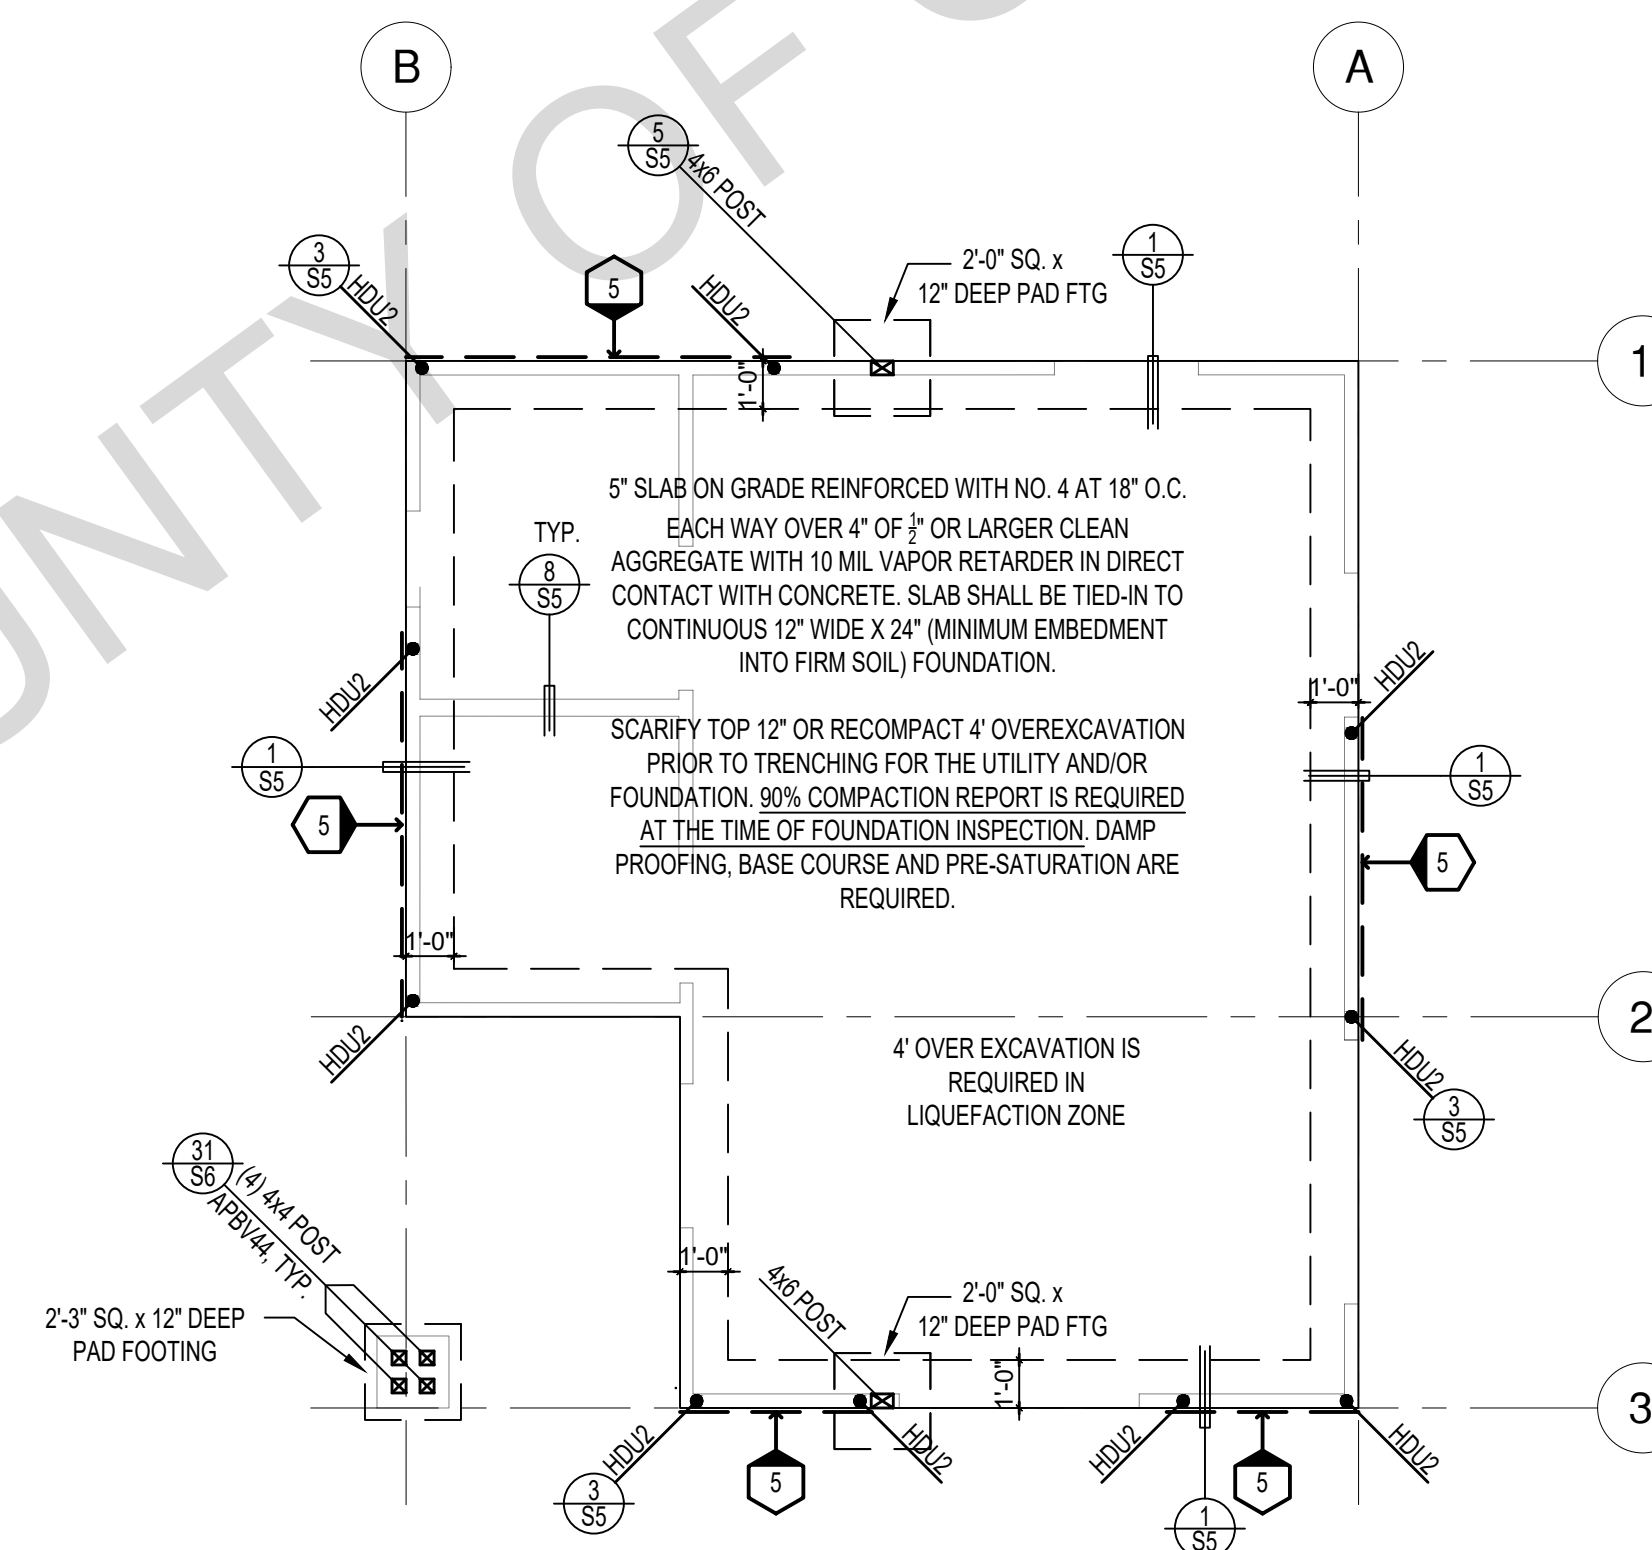 UNTY OF
B
A
5
S5
4x6 POST
3
S5
HDU2
5
HDU2
2'-0" SQ. x
12" DEEP PAD FTG
1
S5
1
1'-0"
5" SLAB ON GRADE REINFORCED WITH NO. 4 AT 18" O.C.
EACH WAY OVER 4" OF 1/2" OR LARGER CLEAN
AGGREGATE WITH 10 MIL VAPOR RETARDER IN DIRECT
CONTACT WITH CONCRETE. SLAB SHALL BE TIED-IN TO
CONTINUOUS 12" WIDE X 24" (MINIMUM EMBEDMENT
INTO FIRM SOIL) FOUNDATION.
TYP.
8
S5
HDU2
HDU2
1'-0"
SCARIFY TOP 12" OR RECOMPACT 4' OVEREXCAVATION
PRIOR TO TRENCHING FOR THE UTILITY AND/OR
FOUNDATION. 90% COMPACTION REPORT IS REQUIRED
AT THE TIME OF FOUNDATION INSPECTION. DAMP
PROOFING, BASE COURSE AND PRE-SATURATION ARE
REQUIRED.
1
S5
1
S5
5
5
1'-0"
HDU2
2
4' OVER EXCAVATION IS
REQUIRED IN
LIQUEFACTION ZONE
HDU2
3
S5
31
S6
(4) 4x4 POST
APBV44, TYP.
2'-3" SQ. x 12" DEEP
PAD FOOTING
1'-0"
4x6 POST
2'-0" SQ. x
12" DEEP PAD FTG
1'-0"
3
HDU2
3
S5
5
HDU2
HDU2
1
S5
5
HDU2